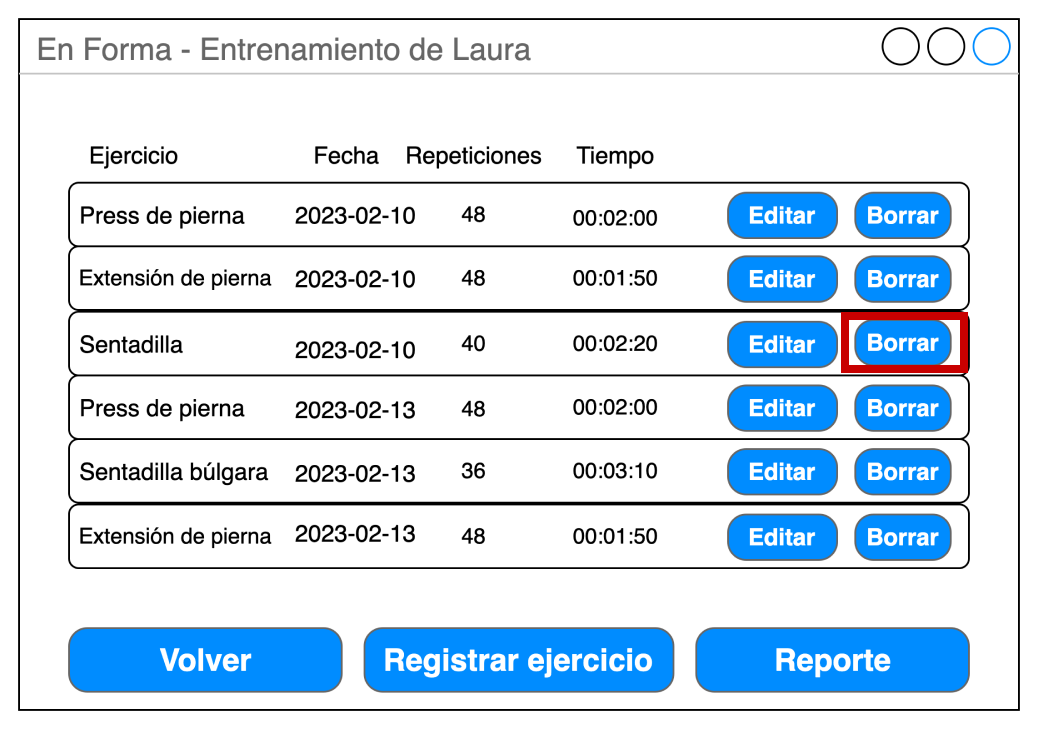 En Forma - Entrenamiento de Laura
Ejercicio Fecha Repeticiones Tiempo
Press de pierna 2023-02-10 48 00:02:00 Editar Borrar
Extensión de pierna 2023-02-10 48 00:01:50 Editar Borrar
Sentadilla 2023-02-10 40 00:02:20 Editar Borrar
Press de pierna 2023-02-13 48 00:02:00 Editar Borrar
Sentadilla búlgara 2023-02-13 36 00:03:10 Editar Borrar
Extensión de pierna 2023-02-13 48 00:01:50 Editar Borrar
Volver Registrar ejercicio Reporte